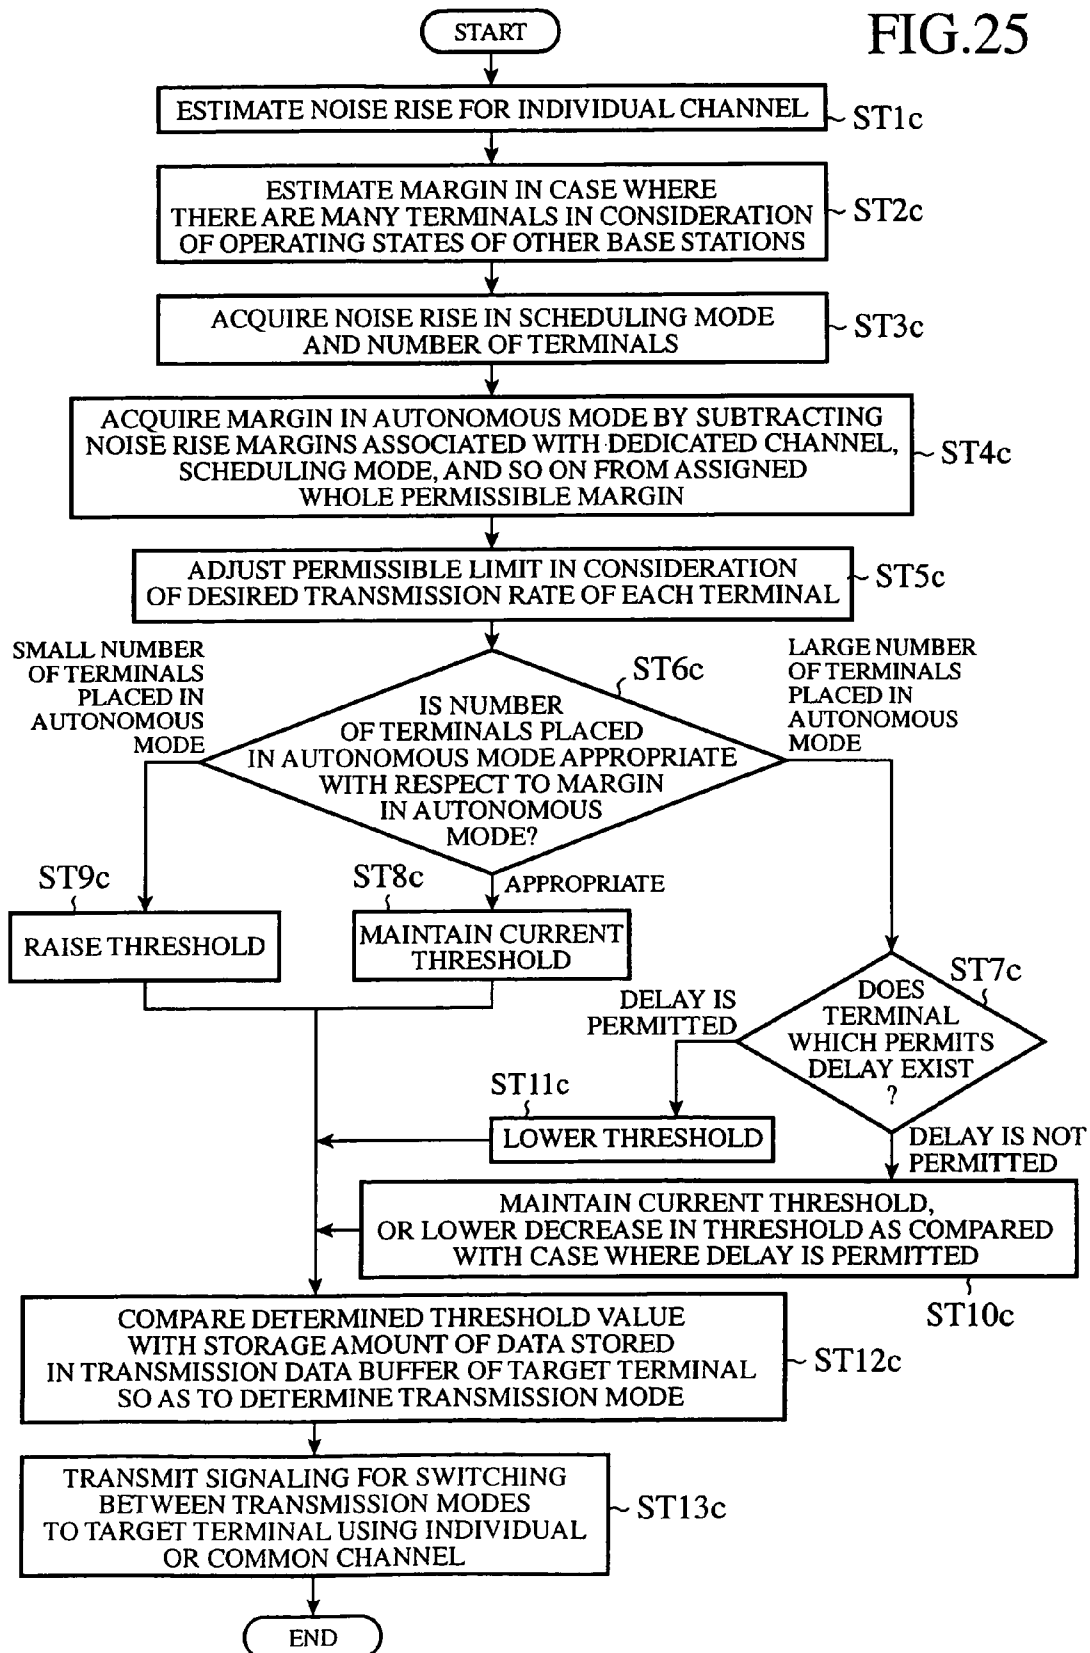 FIG.25
START
ESTIMATE NOISE RISE FOR INDIVIDUAL CHANNEL
ST1c
ESTIMATE MARGIN IN CASE WHERE
THERE ARE MANY TERMINALS IN CONSIDERATION
OF OPERATING STATES OF OTHER BASE STATIONS
ST2c
ACQUIRE NOISE RISE IN SCHEDULING MODE
AND NUMBER OF TERMINALS
ST3c
ACQUIRE MARGIN IN AUTONOMOUS MODE BY SUBTRACTING
NOISE RISE MARGINS ASSOCIATED WITH DEDICATED CHANNEL,
SCHEDULING MODE, AND SO ON FROM ASSIGNED
WHOLE PERMISSIBLE MARGIN
ST4c
ADJUST PERMISSIBLE LIMIT IN CONSIDERATION
OF DESIRED TRANSMISSION RATE OF EACH TERMINAL
ST5c
SMALL NUMBER
OF TERMINALS
PLACED IN
AUTONOMOUS
MODE
IS NUMBER
OF TERMINALS PLACED
IN AUTONOMOUS MODE APPROPRIATE
WITH RESPECT TO MARGIN
IN AUTONOMOUS
MODE?
ST6c
LARGE NUMBER
OF TERMINALS
PLACED IN
AUTONOMOUS
MODE
ST9c
RAISE THRESHOLD
ST8c
APPROPRIATE
MAINTAIN CURRENT
THRESHOLD
ST7c
DOES
TERMINAL
WHICH PERMITS
DELAY EXIST
?
DELAY IS
PERMITTED
ST11c
LOWER THRESHOLD
DELAY IS NOT
PERMITTED
MAINTAIN CURRENT THRESHOLD,
OR LOWER DECREASE IN THRESHOLD AS COMPARED
WITH CASE WHERE DELAY IS PERMITTED
ST10c
COMPARE DETERMINED THRESHOLD VALUE
WITH STORAGE AMOUNT OF DATA STORED
IN TRANSMISSION DATA BUFFER OF TARGET TERMINAL
SO AS TO DETERMINE TRANSMISSION MODE
ST12c
TRANSMIT SIGNALING FOR SWITCHING
BETWEEN TRANSMISSION MODES
TO TARGET TERMINAL USING INDIVIDUAL
OR COMMON CHANNEL
ST13c
END